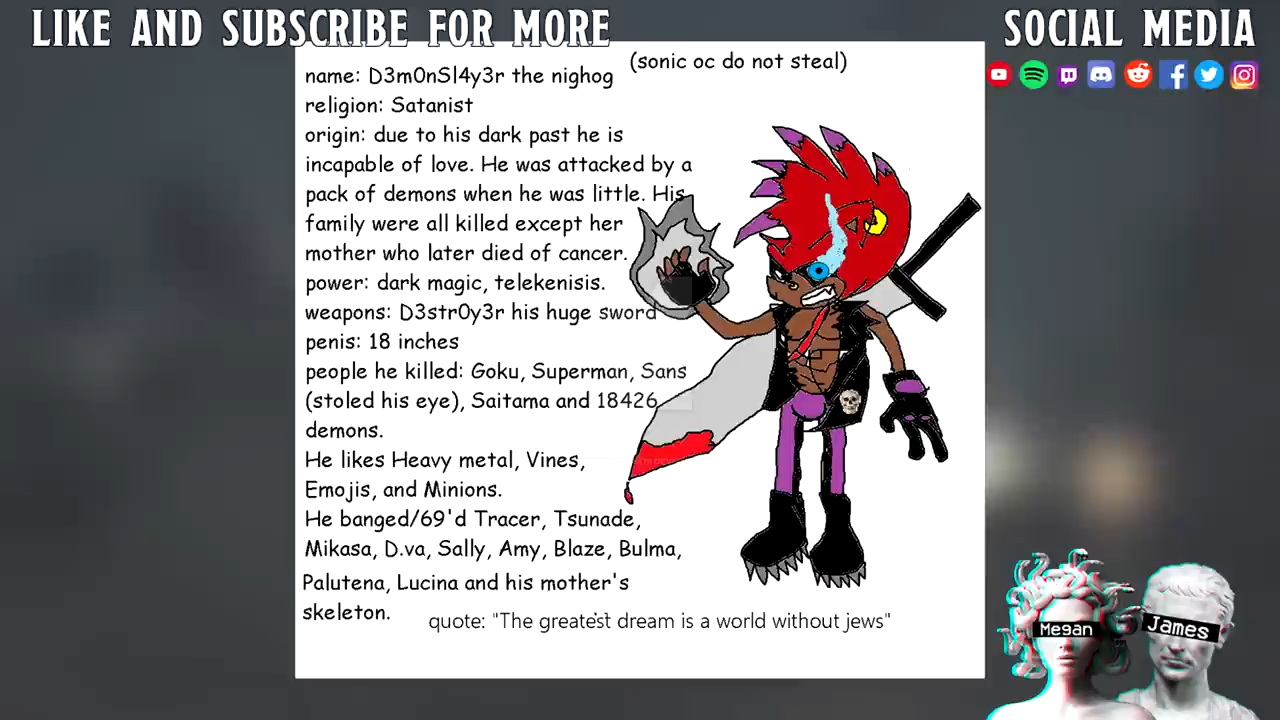 LIKE AND SUBSCRIBE FOR MORE
SOCIAL MEDIA
(sonic oc do not steal)
name: D3m0nSl4y3r the nighog
religion: Satanist
origin: due to his dark past he is
incapable of love. He was attacked by a
pack of demons when he was little. His
family were all killed except her
mother who later died of cancer.
power: dark magic, telekenisis.
weapons: D3str0y3r his huge sword
penis: 18 inches
people he killed: Goku, Superman, Sans
(stoled his eye), Saitama and 18426
demons.
He likes Heavy metal, Vines,
Emojis, and Minions.
He banged/69'd Tracer, Tsunade,
Mikasa, D.va, Sally, Amy, Blaze, Bulma,
Palutena, Lucina and his mother's
skeleton.
quote: "The greatest dream is a world without jews"
Megan
James